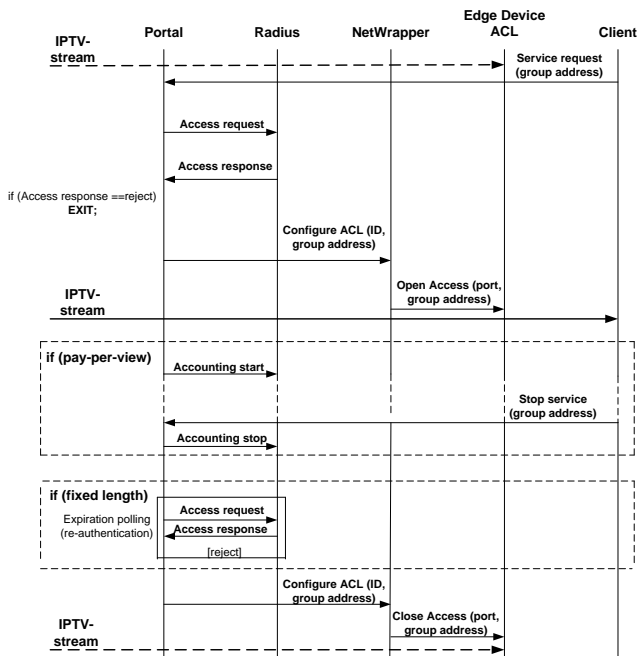 IPTV-
stream
Portal
Radius
NetWrapper
Edge Device
ACL
Client
Service request
(group address)
Access request
Access response
if (Access response ==reject)
EXIT;
Configure ACL (ID,
group address)
Open Access (port,
group address)
IPTV-
stream
if (pay-per-view)
Accounting start
Stop service
(group address)
Accounting stop
if (fixed length)
Expiration polling
(re-authentication)
Access request
Access response
[reject]
Configure ACL (ID,
group address)
Close Access (port,
group address)
IPTV-
stream